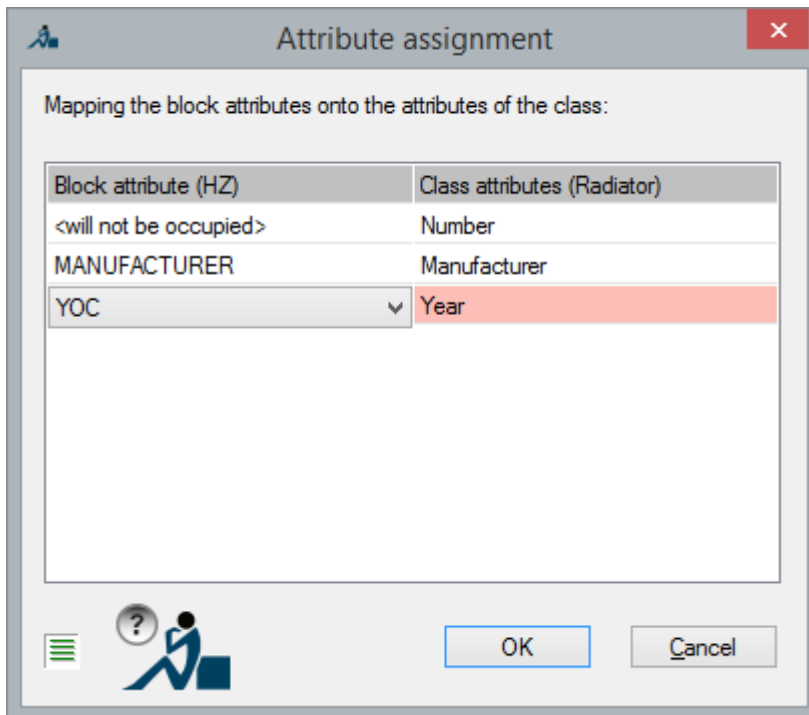 Attribute assignment
Mapping the block attributes onto the attributes of the class:
Block attribute (HZ) Class attributes (Radiator)
<will not be occupied> Number
MANUFACTURER Manufacturer
YOC Year
?
OK Cancel